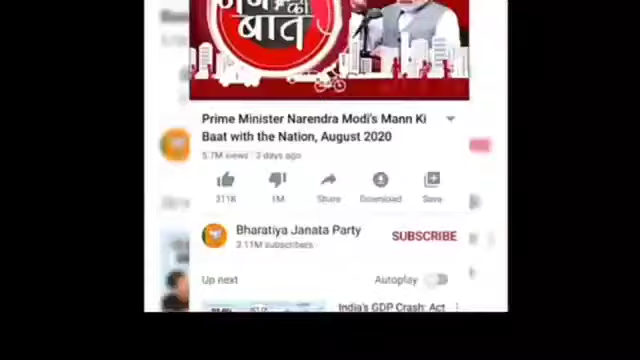 की
बात
Prime Minister Narendra Modi's Mann Ki
Baat with the Nation, August 2020
5.7M views · 3 days ago
311K
1M
Share
Download
Save
Bharatiya Janata Party
3.11M subscribers
SUBSCRIBE
Up next
Autoplay
India's GDP Crash: Act